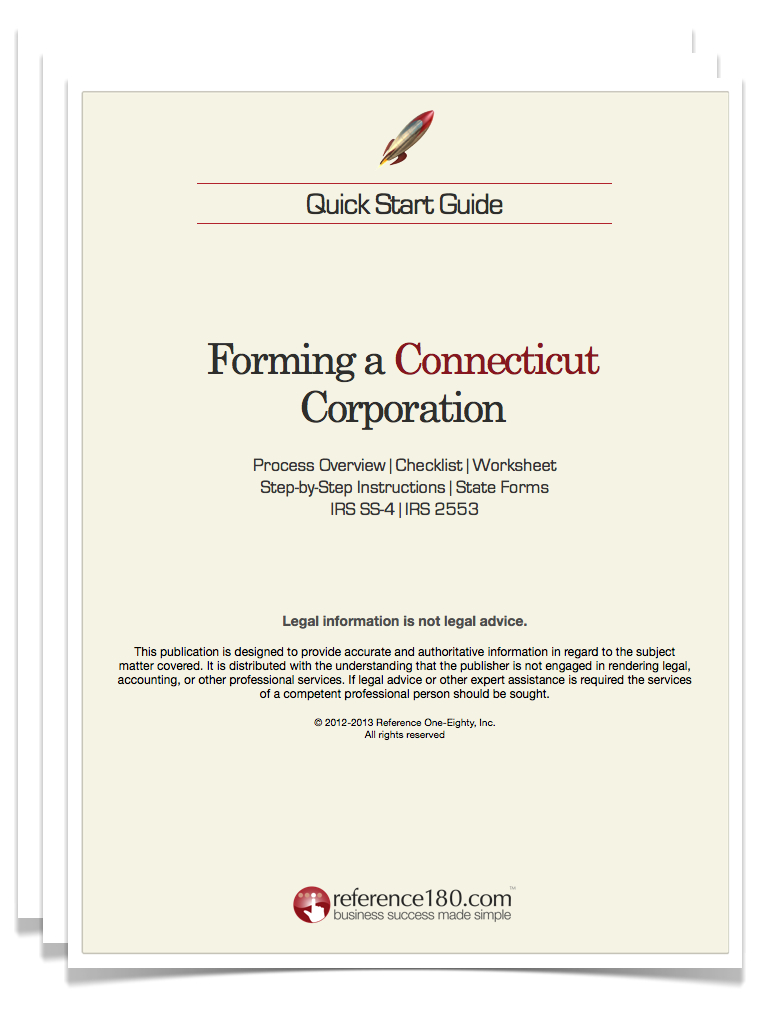 Quick Start Guide
Forming a Connecticut
Corporation
Process Overview | Checklist | Worksheet
Step-by-Step Instructions | State Forms
IRS SS-4 | IRS 2553
Legal information is not legal advice.
This publication is designed to provide accurate and authoritative information in regard to the subject
matter covered. It is distributed with the understanding that the publisher is not engaged in rendering legal,
accounting, or other professional services. If legal advice or other expert assistance is required the services
of a competent professional person should be sought.
© 2012-2013 Reference One-Eighty, Inc.
All rights reserved
reference180.com™
business success made simple